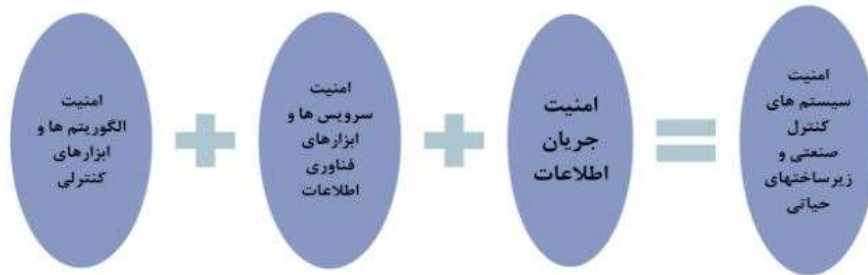 امنیت
الگوریتم ها و
ابزارهای
کنترلی
+
امنیت
سرویس ها و
ابزارهای
فناوری
اطلاعات
+
امنیت
جریان
اطلاعات
=
امنیت
سیستم های
کنترل
صنعتی و
زیرساختهای
حیاتی